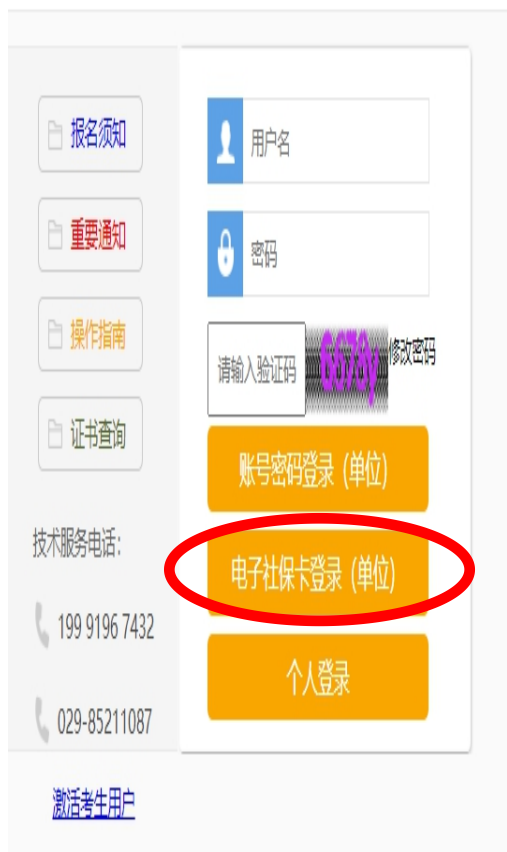 报名须知
重要通知
操作指南
证书查询
技术服务电话：
199 9196 7432
029-85211087
激活考生用户
用户名
密码
请输入验证码
6678y
修改密码
账号密码登录（单位）
电子社保卡登录（单位）
个人登录